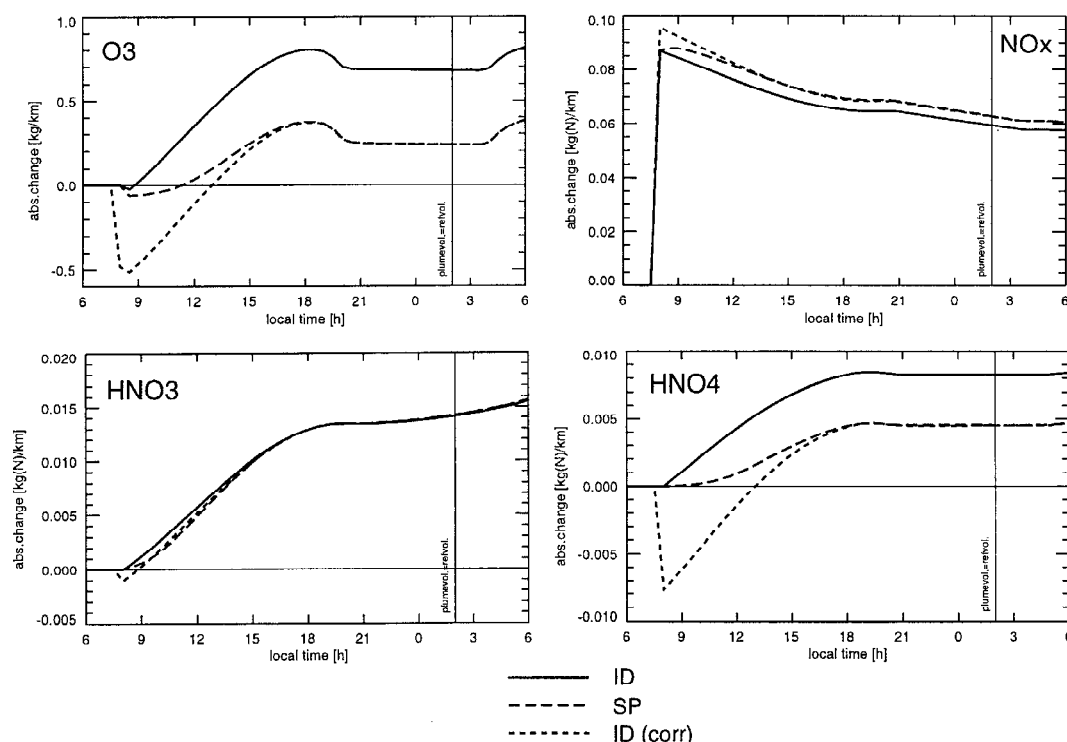 O3
abs.change [kg/km]
1.0
0.5
0.0
-0.5
plumevol.=refvol.
6 9 12 15 18 21 0 3 6
local time [h]
NOx
abs.change [kg(N)/km]
0.10
0.08
0.06
0.04
0.02
0.00
plumevol.=refvol.
6 9 12 15 18 21 0 3 6
local time [h]
HNO3
abs.change [kg(N)/km]
0.020
0.015
0.010
0.005
0.000
-0.005
plumevol.=refvol.
6 9 12 15 18 21 0 3 6
local time [h]
HNO4
abs.change [kg(N)/km]
0.010
0.005
0.000
-0.005
-0.010
plumevol.=refvol.
6 9 12 15 18 21 0 3 6
local time [h]
ID
SP
ID (corr)